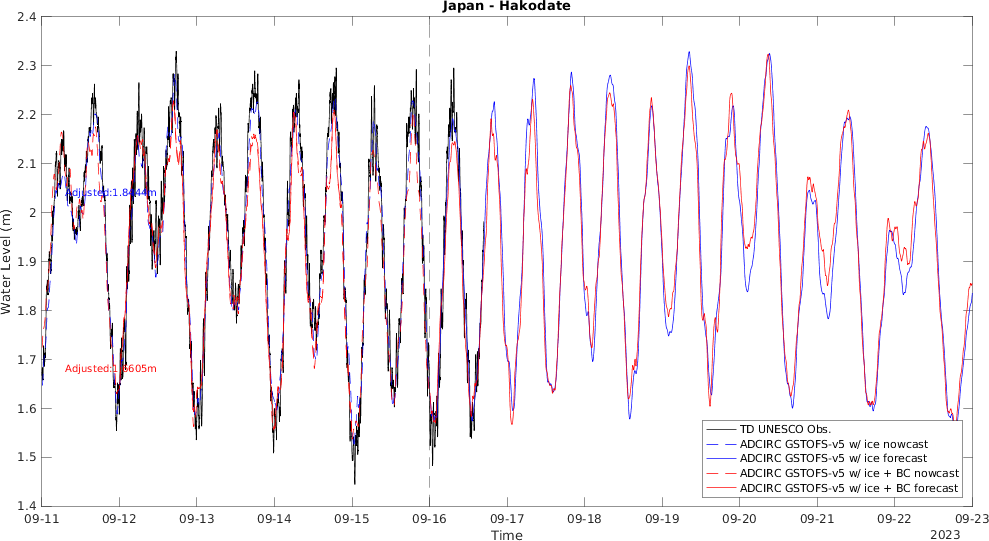 Japan - Hakodate
2.4
2.3
2.2
2.1
2
1.9
1.8
1.7
1.6
1.5
1.4
Water Level (m)
Adjusted:1.8444m
Adjusted:1.5605m
TD UNESCO Obs.
ADCIRC GSTOFS-v5 w/ ice nowcast
ADCIRC GSTOFS-v5 w/ ice forecast
ADCIRC GSTOFS-v5 w/ ice + BC nowcast
ADCIRC GSTOFS-v5 w/ ice + BC forecast
09-11 09-12 09-13 09-14 09-15 09-16 09-17 09-18 09-19 09-20 09-21 09-22 09-23
Time
2023